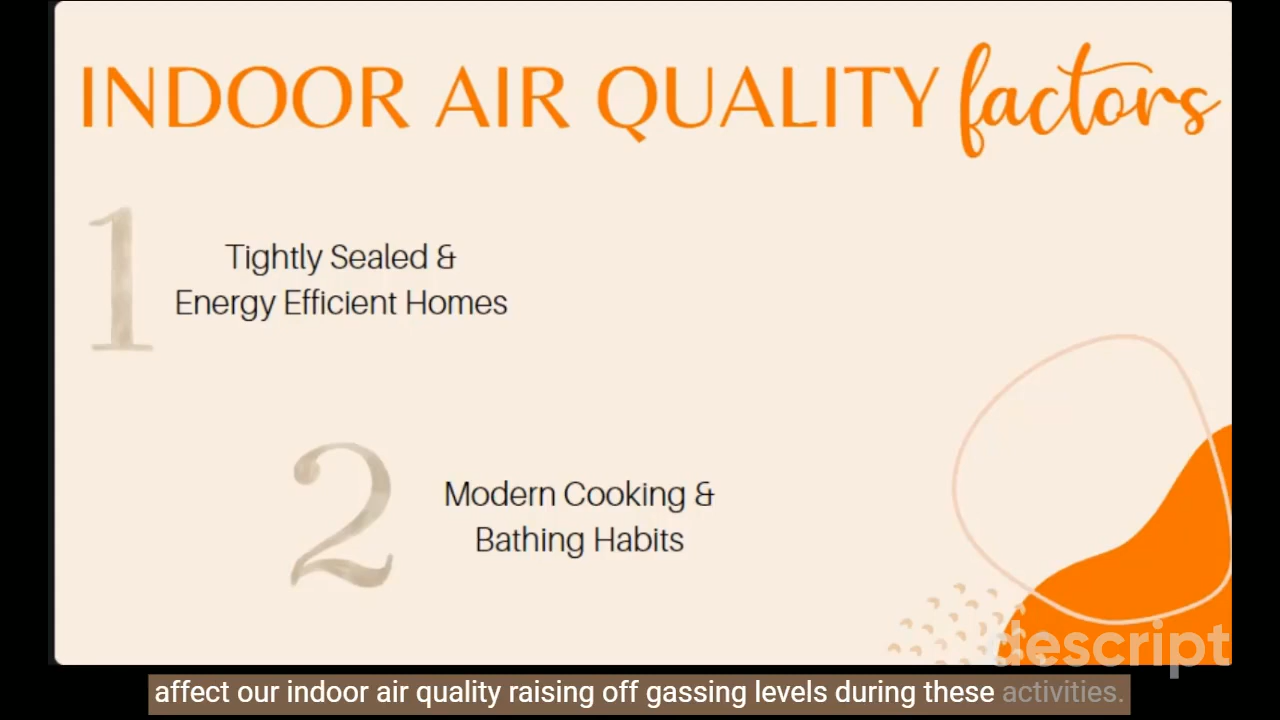 INDOOR AIR QUALITY factors
1
Tightly Sealed &
Energy Efficient Homes
2
Modern Cooking &
Bathing Habits
descript
affect our indoor air quality raising off gassing levels during these activities.